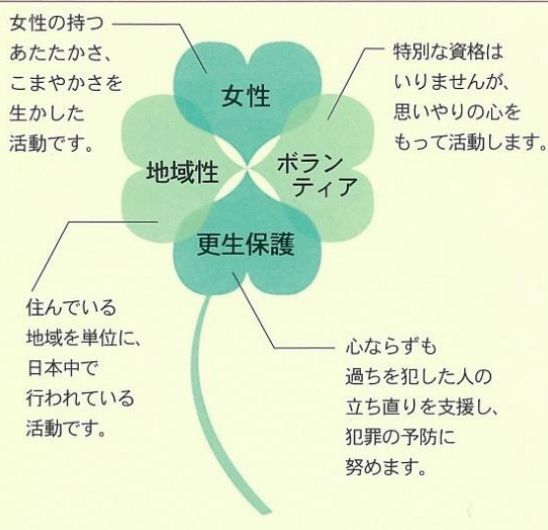 女性の持つ
あたたかさ、
こまやかさを
生かした
活動です。
特別な資格は
いりませんが、
思いやりの心を
もって活動します。
女性
地域性
ボラン
ティア
更生保護
住んでいる
地域を単位に、
日本中で
行われている
活動です。
心ならずも
過ちを犯した人の
立ち直りを支援し、
犯罪の予防に
努めます。